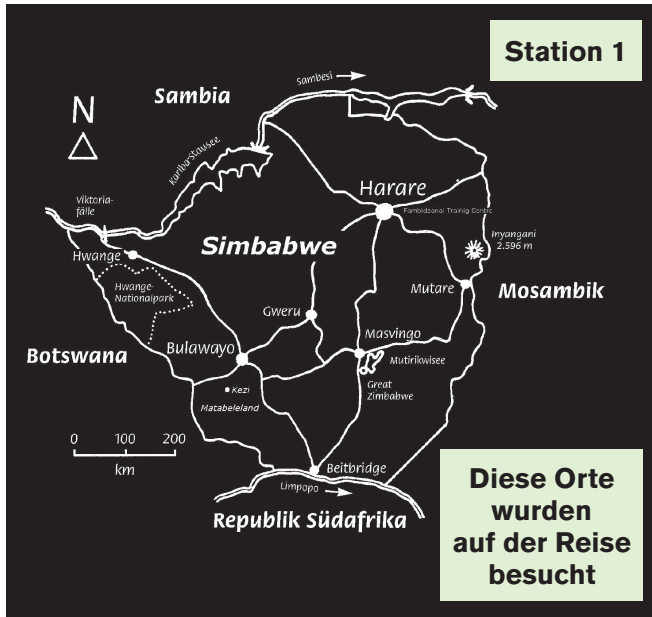 Station 1
Sambesi
Sambia
N
Karibastausee
Harare
Fambidzanai Trainig Centre
Viktoria-
fälle
Inyangani
2.596 m
Simbabwe
Hwange
Hwange-
Nationalpark
Mutare
Mosambik
Gweru
Masvingo
Botswana
Bulawayo
Mutirikwisee
Great
Zimbabwe
Kezi
Matabeleland
0 100 200
km
Beitbridge
Limpopo
Republik Südafrika
Diese Orte
wurden
auf der Reise
besucht